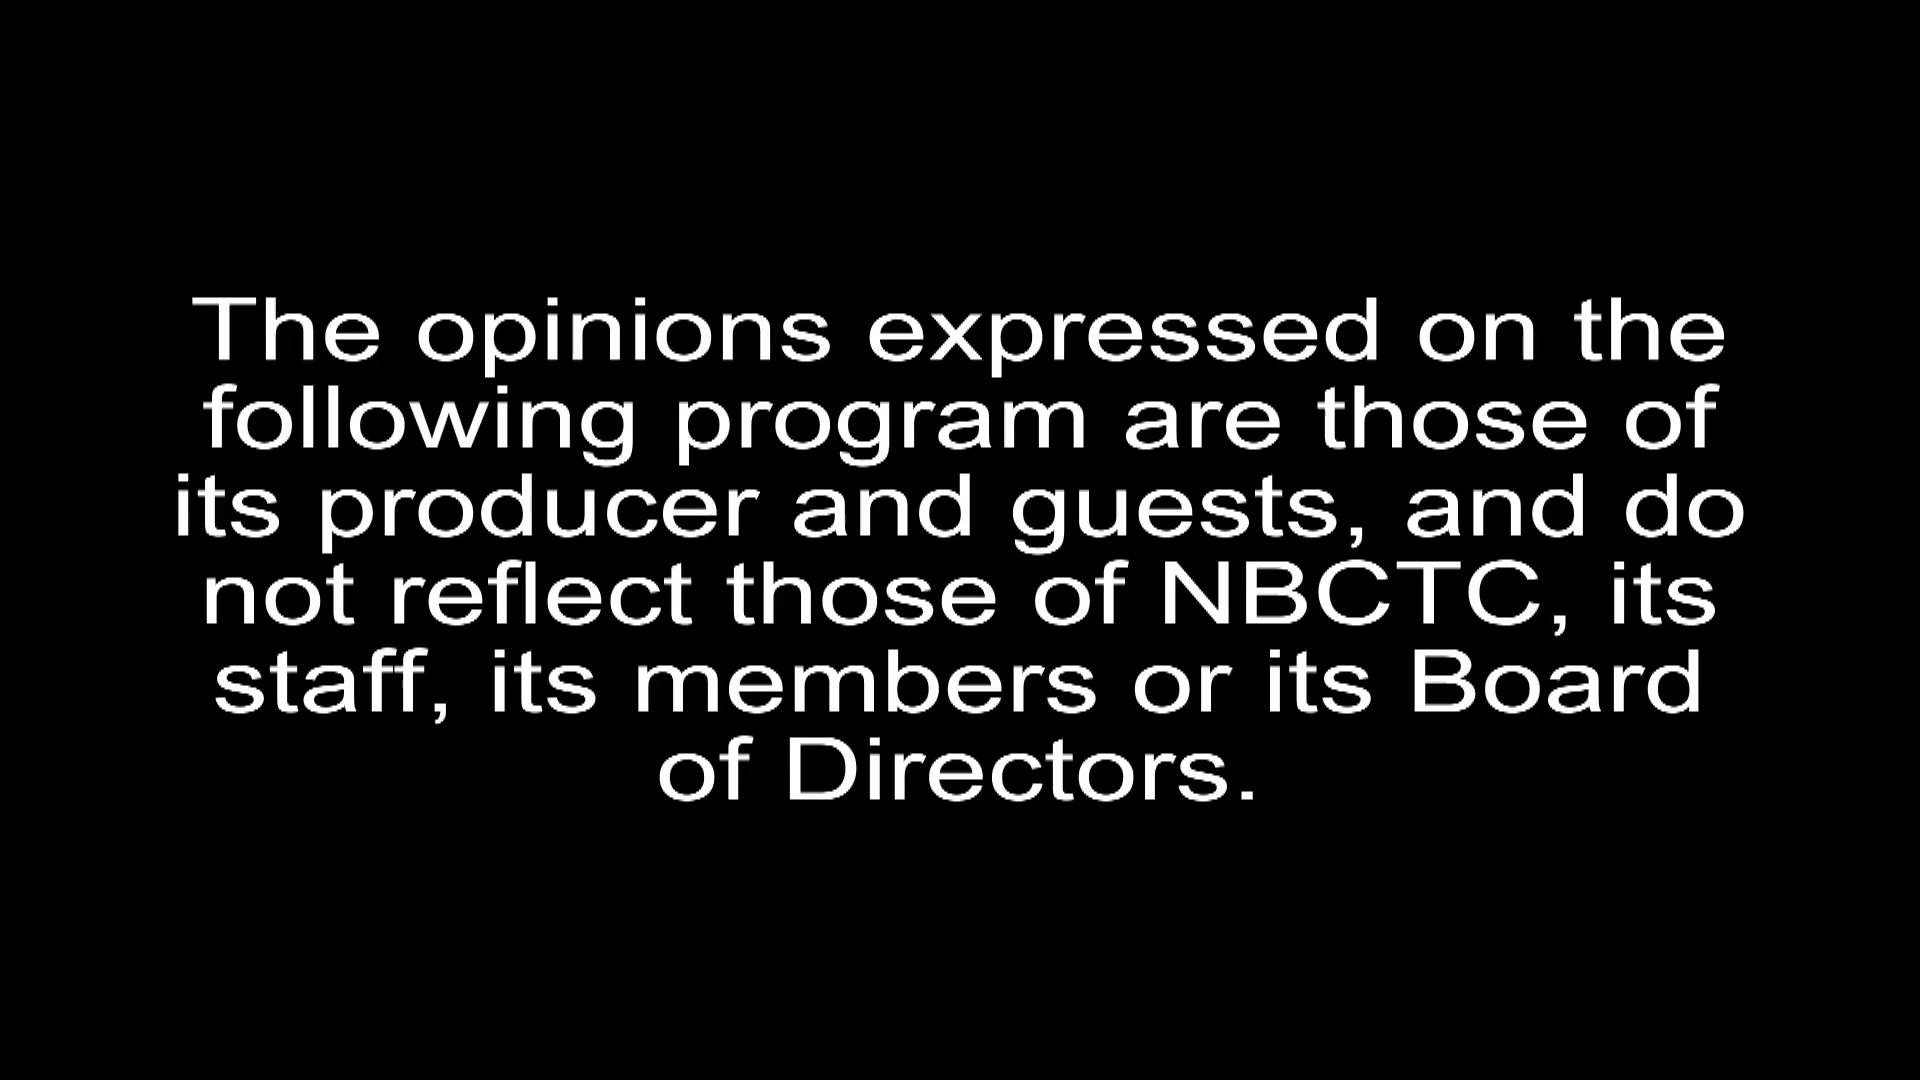 The opinions expressed on the
following program are those of
its producer and guests, and do
not reflect those of NBCTC, its
staff, its members or its Board
of Directors.